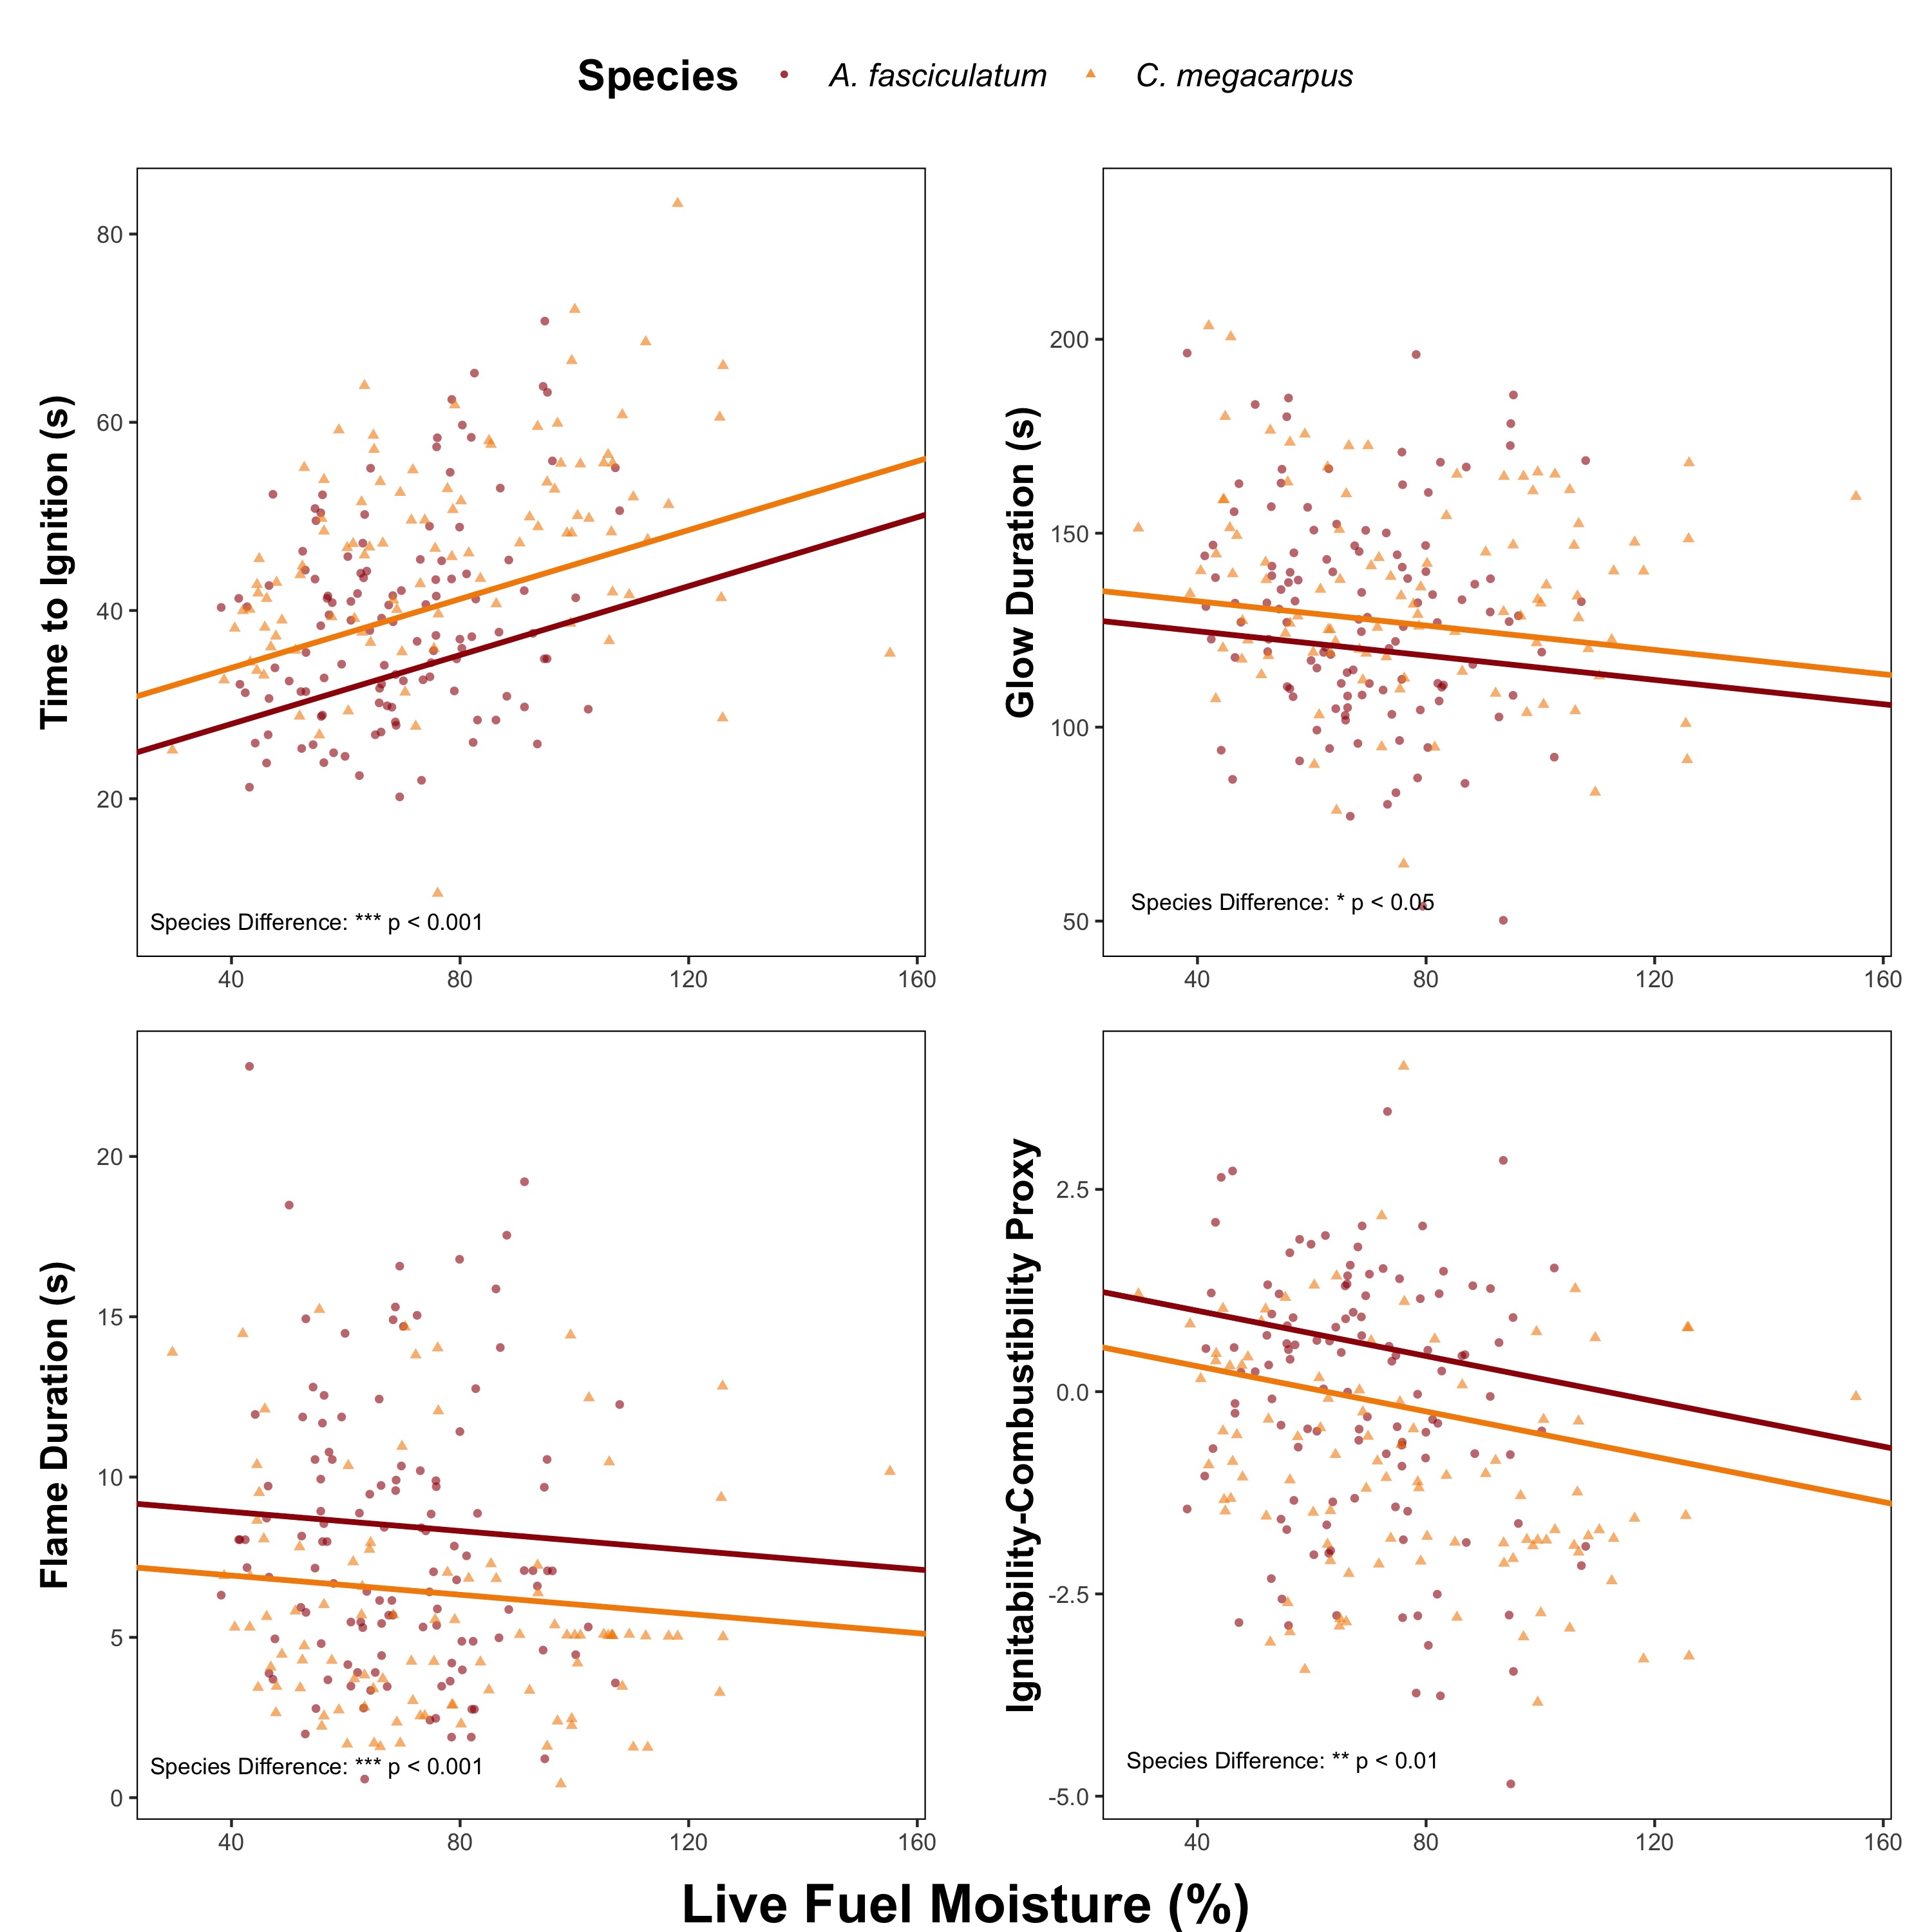 Species A. fasciculatum C. megacarpus
Time to Ignition (s)
80
60
40
20
Species Difference: *** p < 0.001
40 80 120 160
Glow Duration (s)
200
150
100
50
Species Difference: * p < 0.05
40 80 120 160
Flame Duration (s)
20
15
10
5
0
Species Difference: *** p < 0.001
40 80 120 160
Ignitability-Combustibility Proxy
2.5
0.0
-2.5
-5.0
Species Difference: ** p < 0.01
40 80 120 160
Live Fuel Moisture (%)